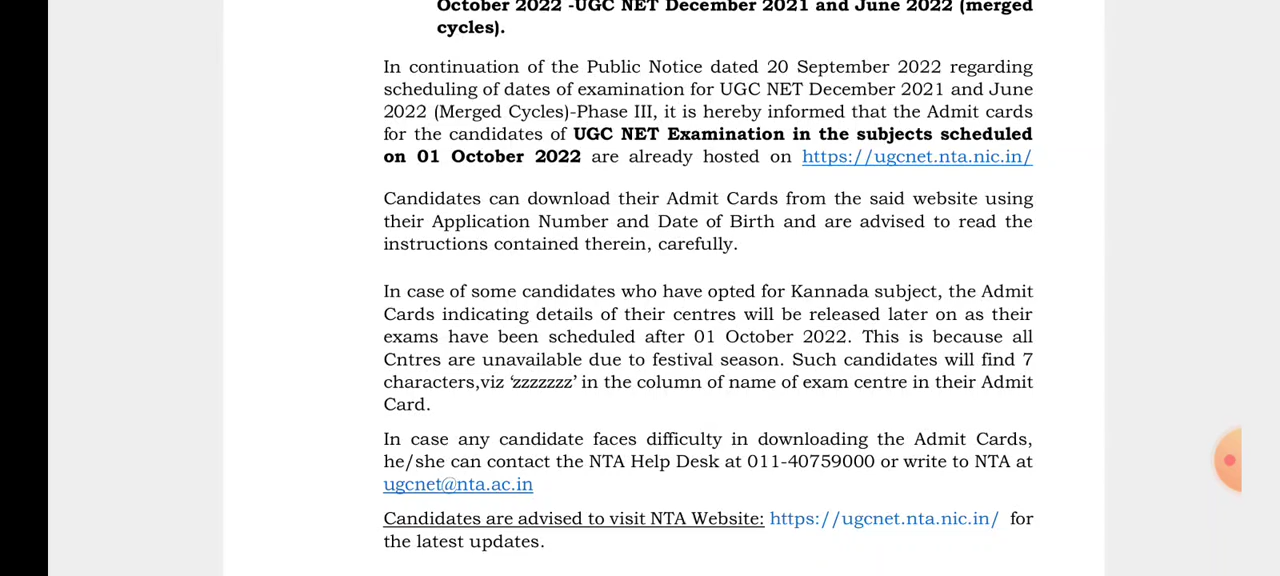 October 2022 -UGC NET December 2021 and June 2022 (merged
cycles).
In continuation of the Public Notice dated 20 September 2022 regarding
scheduling of dates of examination for UGC NET December 2021 and June
2022 (Merged Cycles)-Phase III, it is hereby informed that the Admit cards
for the candidates of UGC NET Examination in the subjects scheduled
on 01 October 2022 are already hosted on https://ugcnet.nta.nic.in/
Candidates can download their Admit Cards from the said website using
their Application Number and Date of Birth and are advised to read the
instructions contained therein, carefully.
In case of some candidates who have opted for Kannada subject, the Admit
Cards indicating details of their centres will be released later on as their
exams have been scheduled after 01 October 2022. This is because all
Cntres are unavailable due to festival season. Such candidates will find 7
characters,viz ‘zzzzzzz’ in the column of name of exam centre in their Admit
Card.
In case any candidate faces difficulty in downloading the Admit Cards,
he/she can contact the NTA Help Desk at 011-40759000 or write to NTA at
ugcnet@nta.ac.in
Candidates are advised to visit NTA Website: https://ugcnet.nta.nic.in/ for
the latest updates.